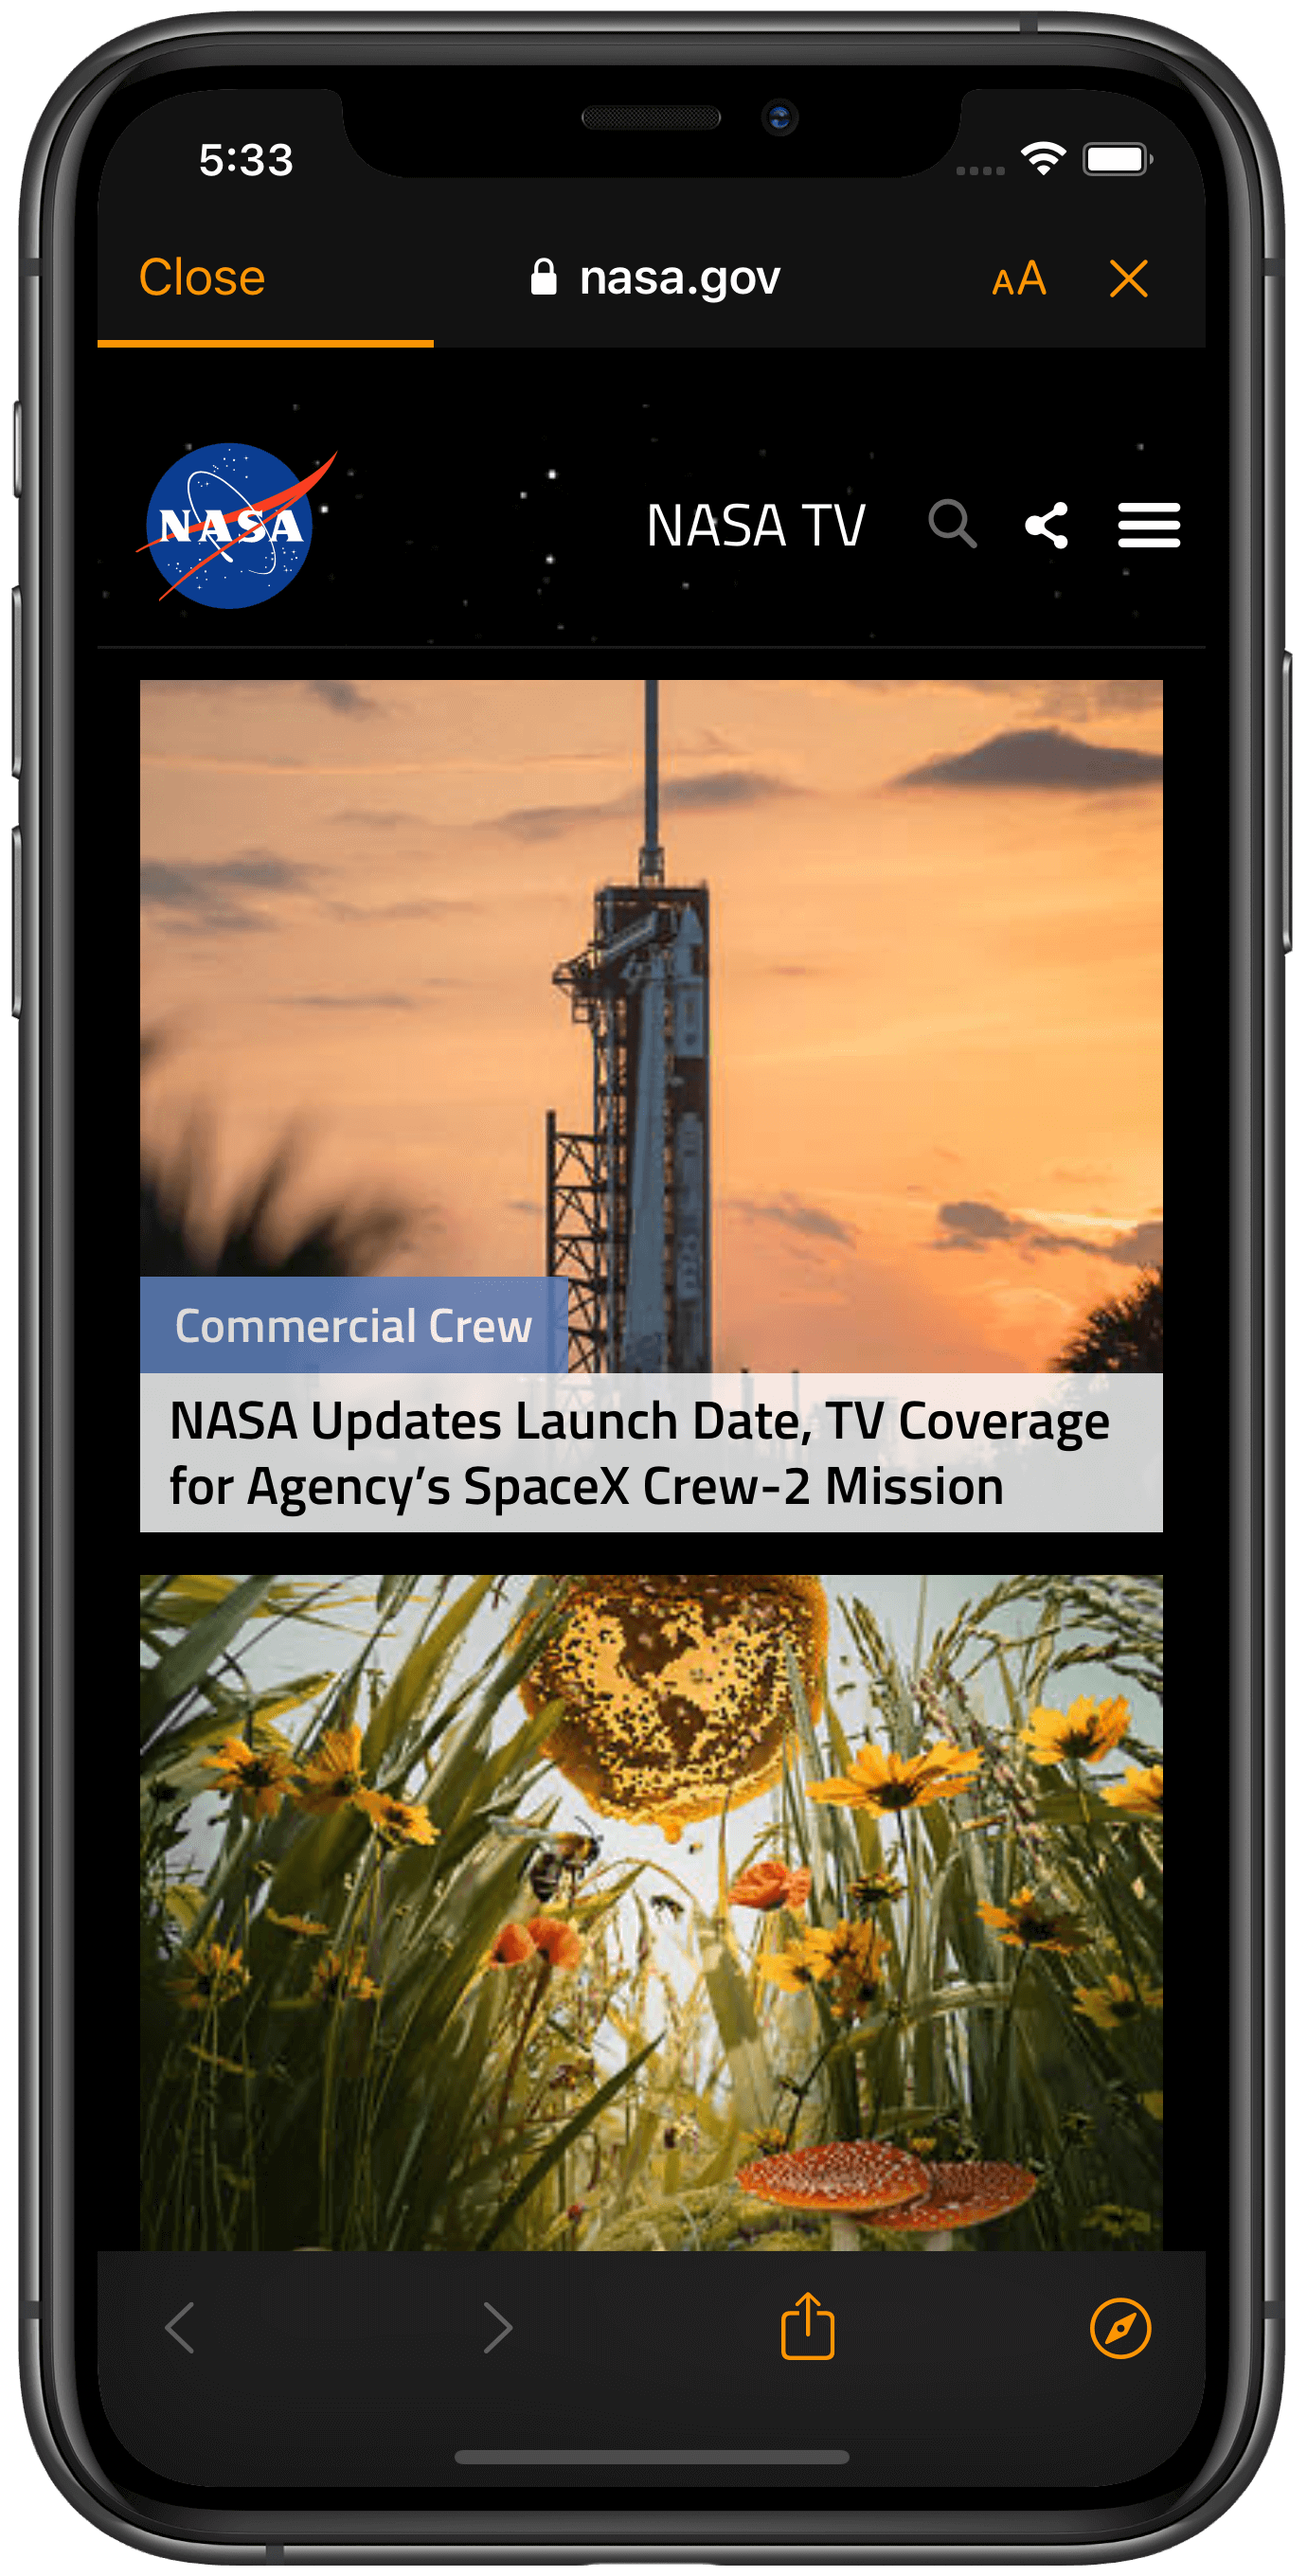 5:33
Close
nasa.gov
AA
NASA
NASA TV
Commercial Crew
NASA Updates Launch Date, TV Coverage
for Agency’s SpaceX Crew-2 Mission